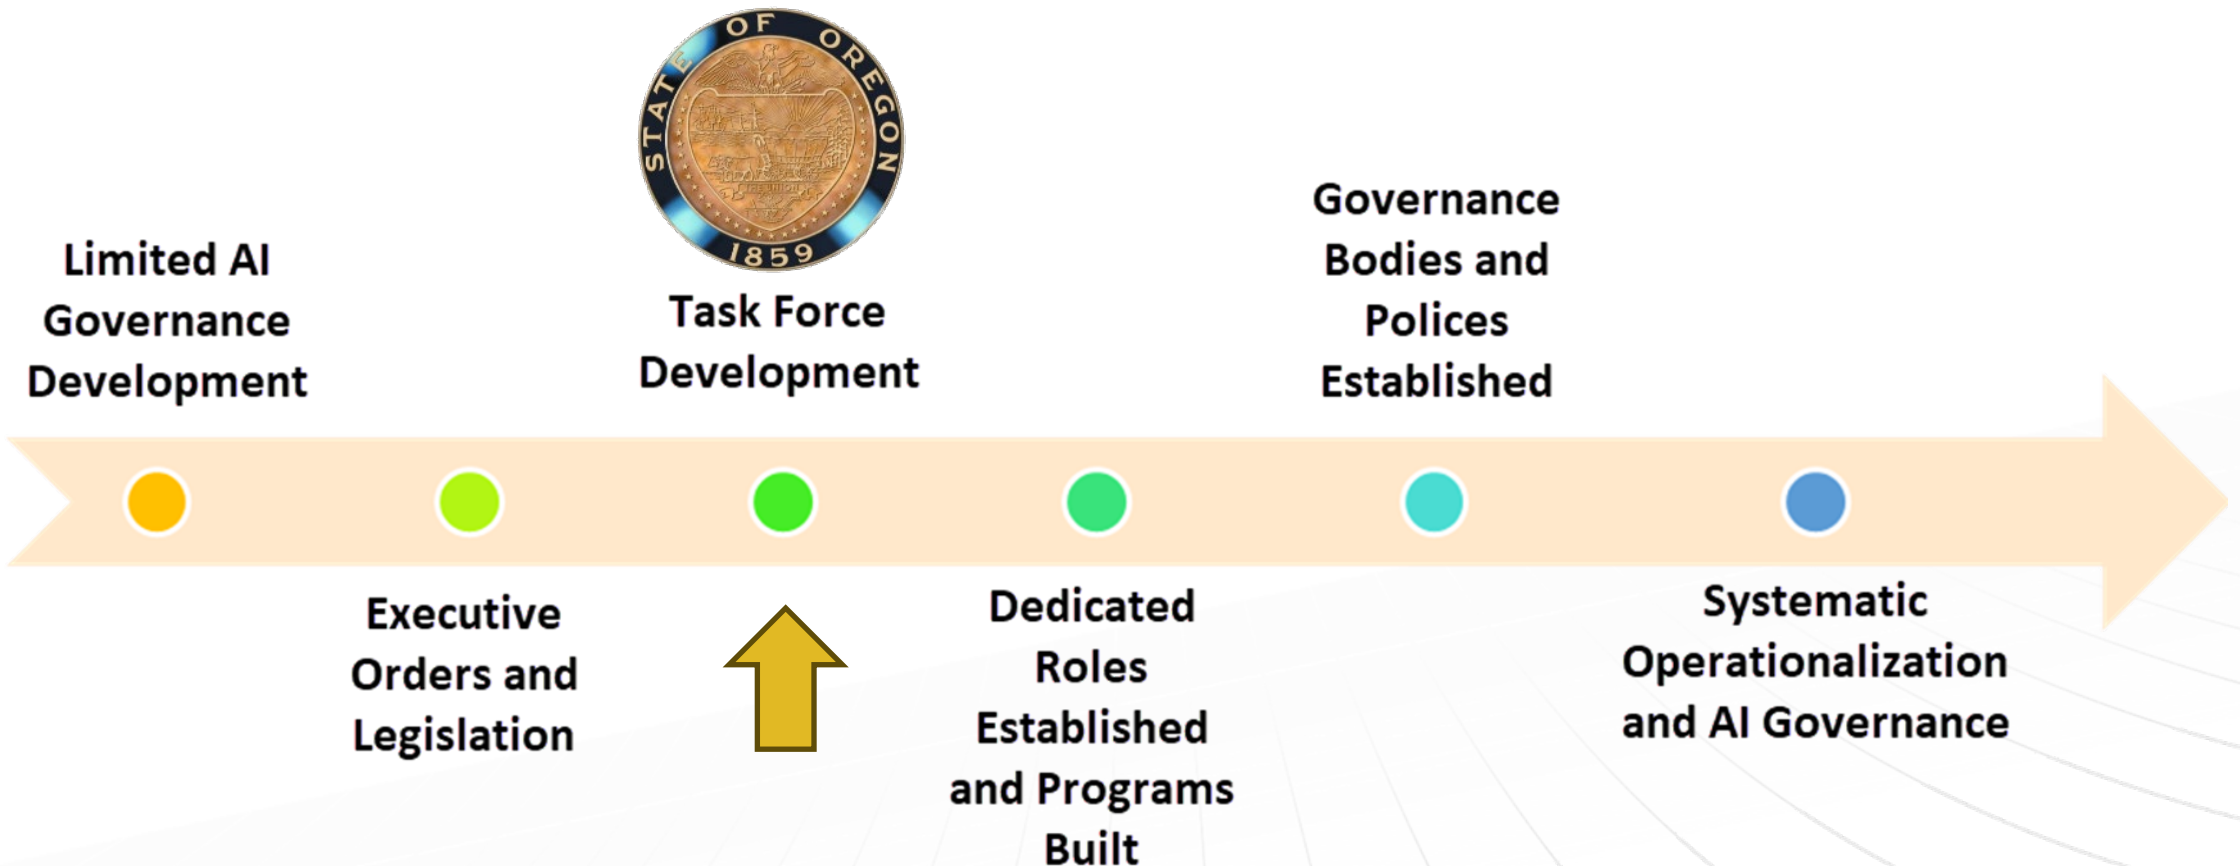 STATE OF OREGON
1859
Limited AI
Governance
Development
Executive
Orders and
Legislation
Task Force
Development
Dedicated
Roles
Established
and Programs
Built
Governance
Bodies and
Polices
Established
Systematic
Operationalization
and AI Governance